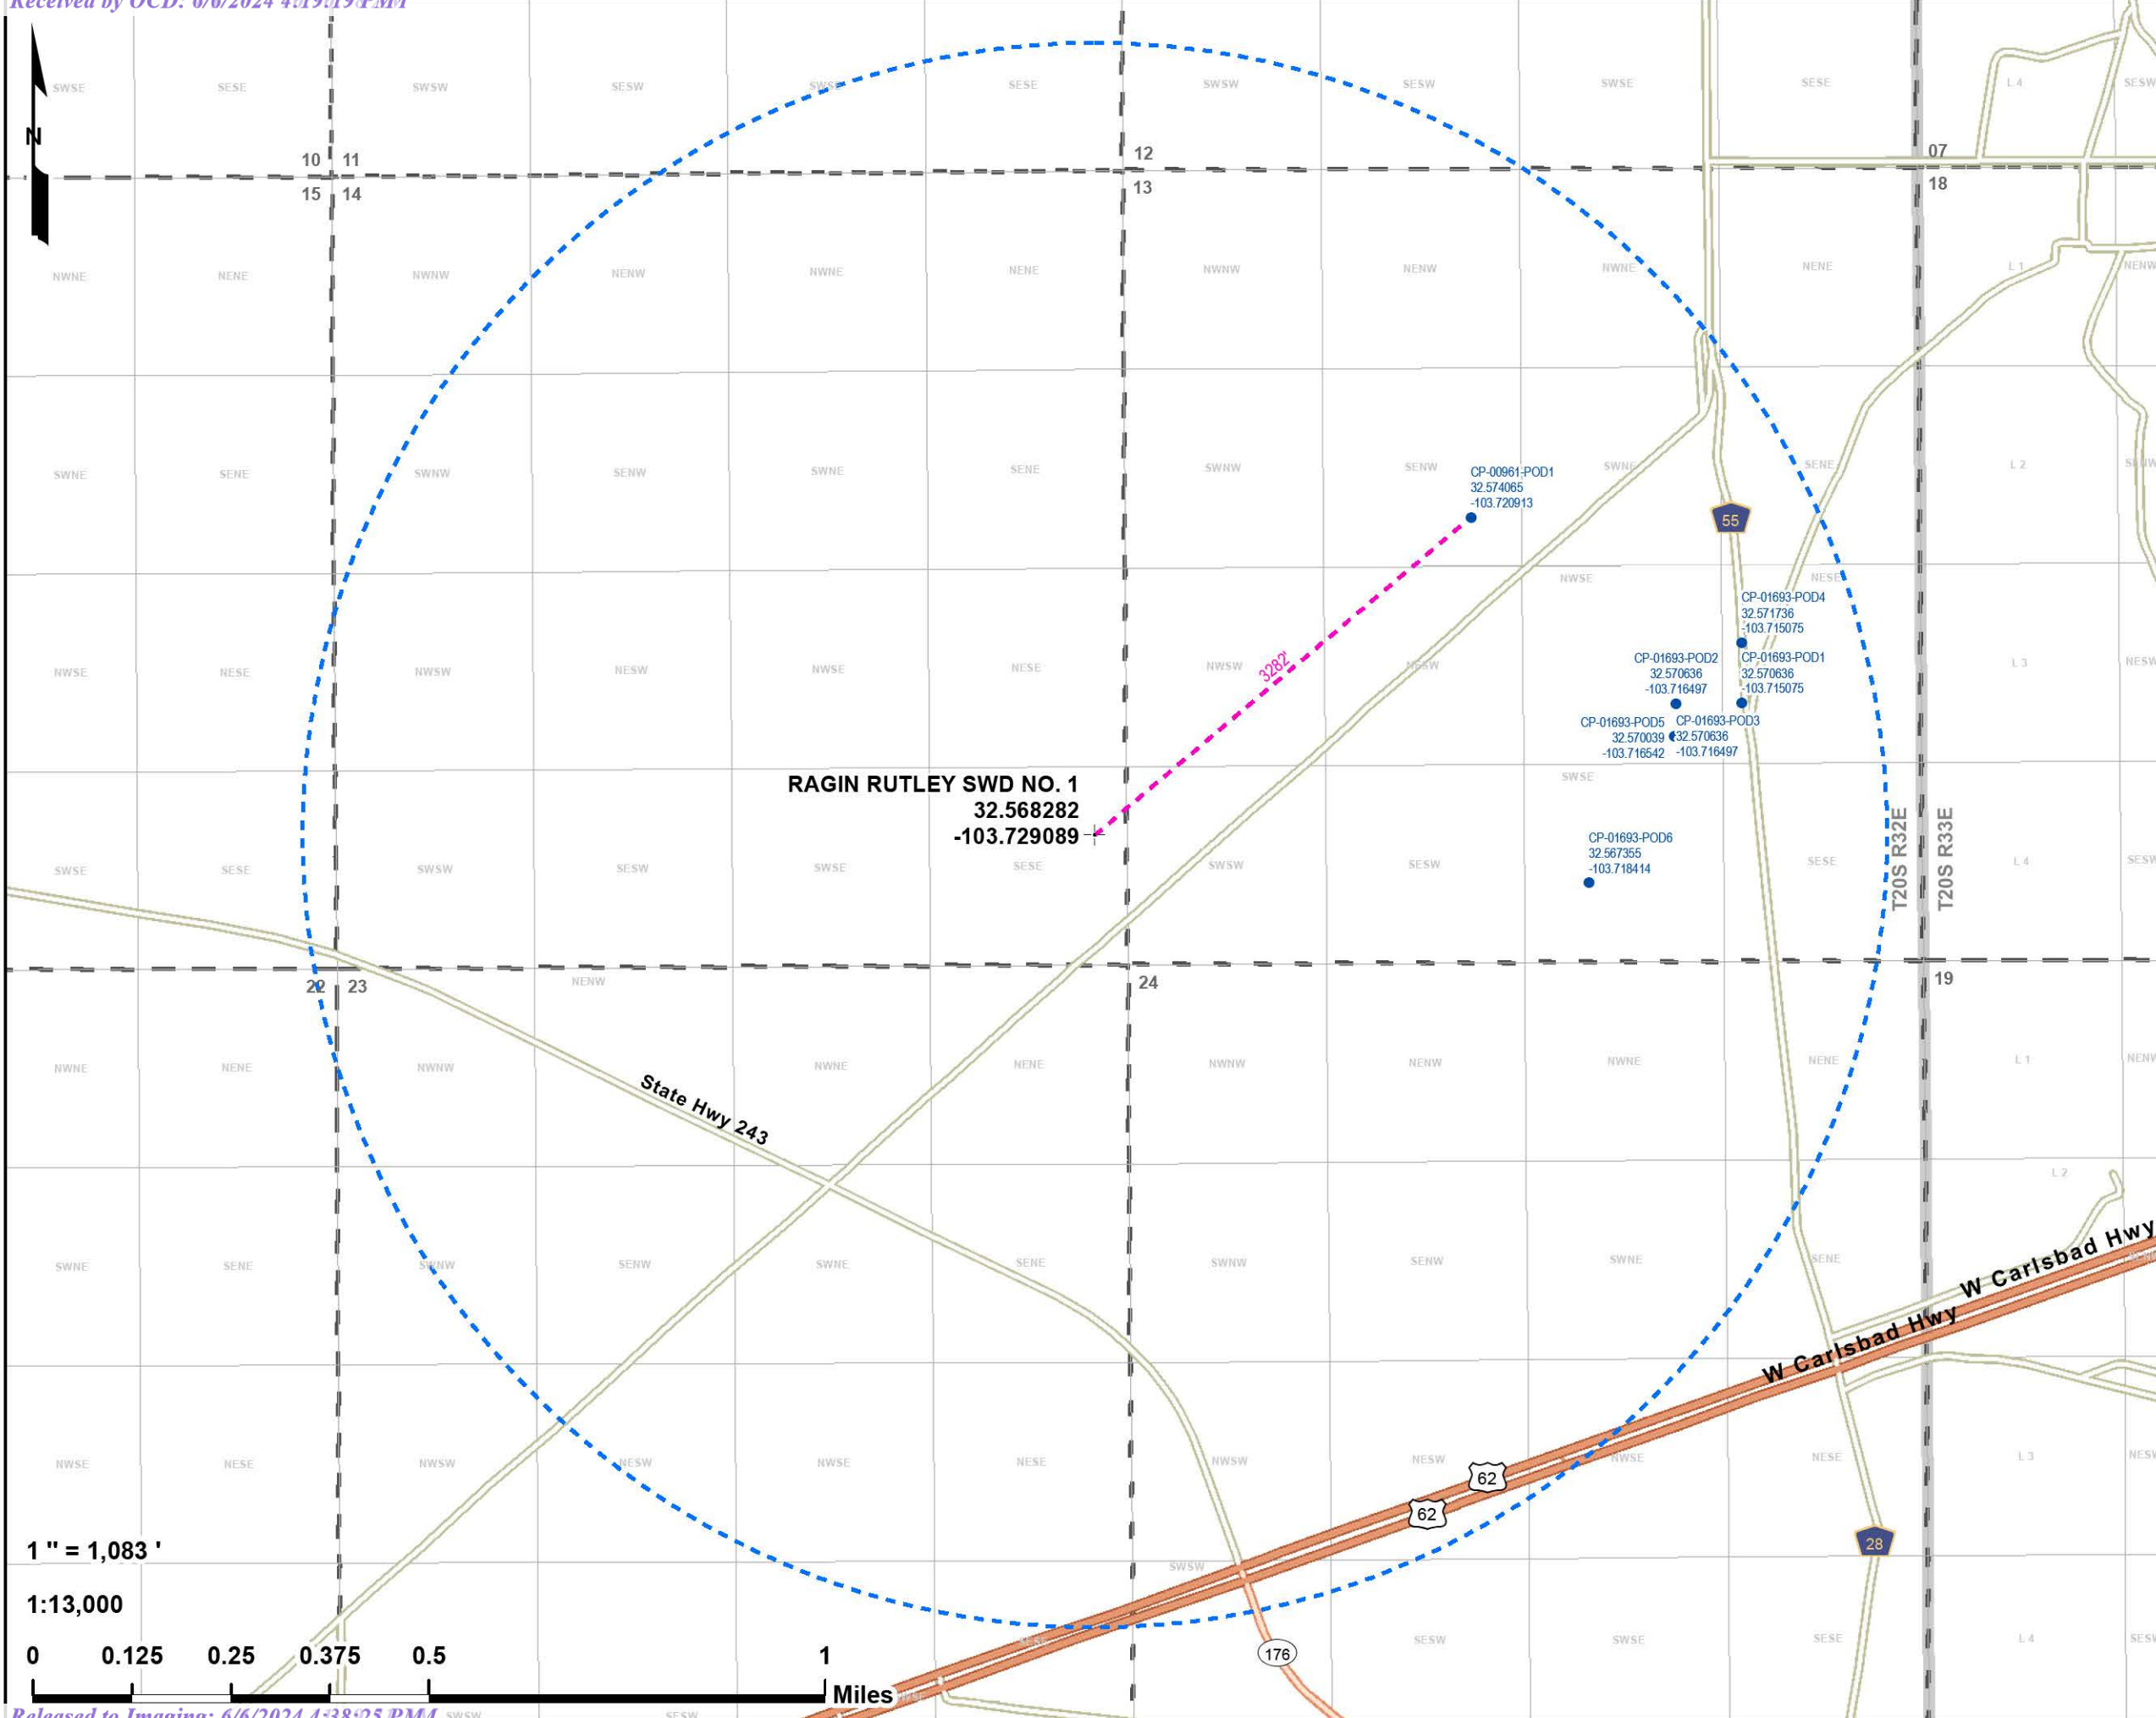 Received by OCD: 6/6/2024 4:19:19 PM
SWSE SESE SWSW SESW SWSE SESE SWSW SESW SWSE SESE L 4 SESW
N
10 11 12 07
15 14 13 18
NWNE NENE NWNW NENW NWNE NENE NWNW NENW NWNE NENE L 1 NENW
SWNE SENE SWNW SENW SWNE SENE SWNW SENW SWNE SENE L 2
CP-00961-POD1
32.574065
-103.720913
55
NWSE NESE
CP-01693-POD4
32.571736
-103.715075
NWSE NESE NWSW NESW NWSE NESE NWSW NESW L 3 NESW
3282'
CP-01693-POD2
32.570636
-103.716497
CP-01693-POD1
32.570636
-103.715075
CP-01693-POD5
32.570039
-103.716542
CP-01693-POD3
32.570636
-103.716497
RAGIN RUTLEY SWD NO. 1
32.568282
-103.729089
SWSE
CP-01693-POD6
32.567355
-103.718414
T20S R32E
T20S R33E
SWSE SESE SWSW SESW SWSE SESE SWSW SESW SESE L 4 SESW
22 23 24 19
NENW
NWNE NENE NWNW NWNE NENE NWNW NENW NWNE NENE L 1 NENW
State Hwy 243
L 2
SWNE SENE SWNW SENW SWNE SENE SWNW SENW SWNE SENE
W Carlsbad Hwy
W Carlsbad Hwy
NWSE NESE NWSW NESW NWSE NESE NWSW NESW NWSE NESE L 3 NESW
62
62
28
1 " = 1,083 '
1:13,000
SWSW
SESE SESW SWSE SESE L 4 SESW
176
0 0.125 0.25 0.375 0.5 1
Miles
Released to Imaging: 6/6/2024 4:38:25 PM
SWSW SESW